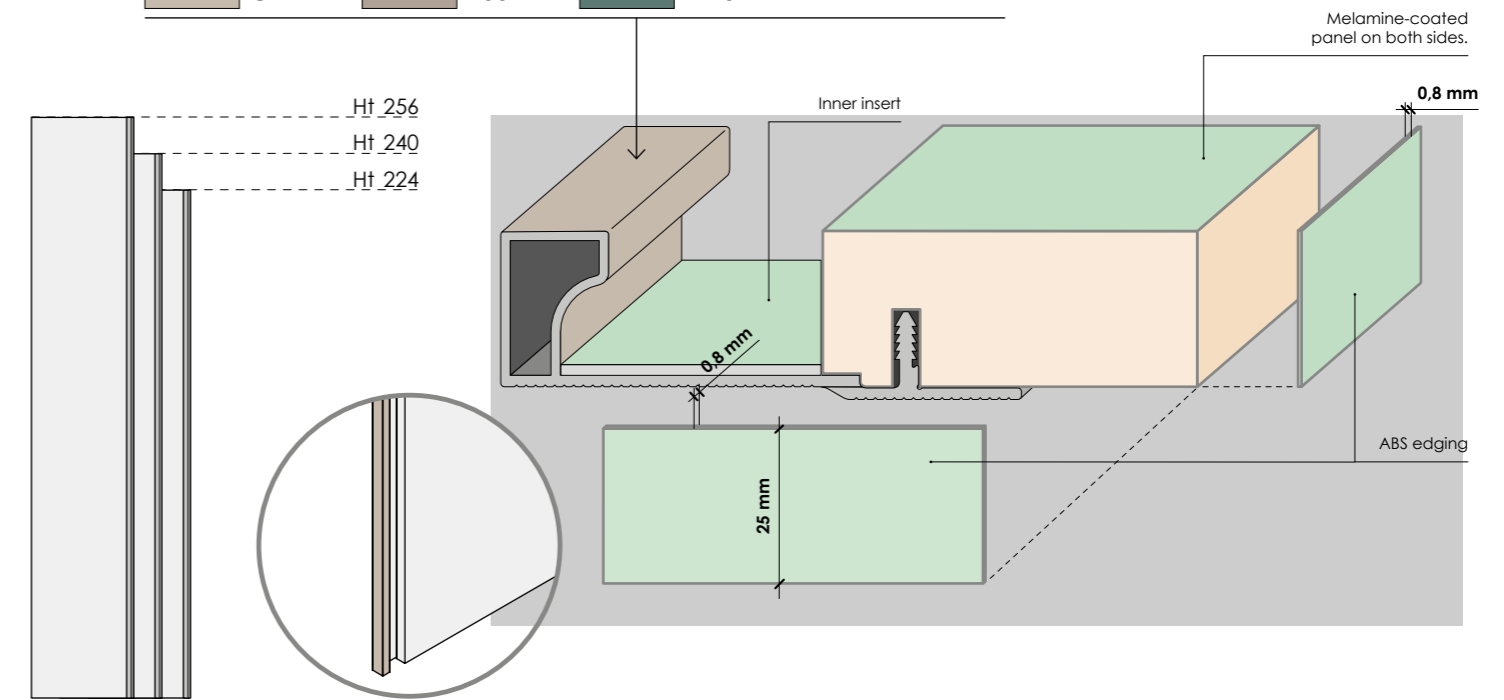 Melamine-coated
panel on both sides.
0,8 mm
Inner insert
Ht 256
Ht 240
Ht 224
0,8 mm
ABS edging
25 mm